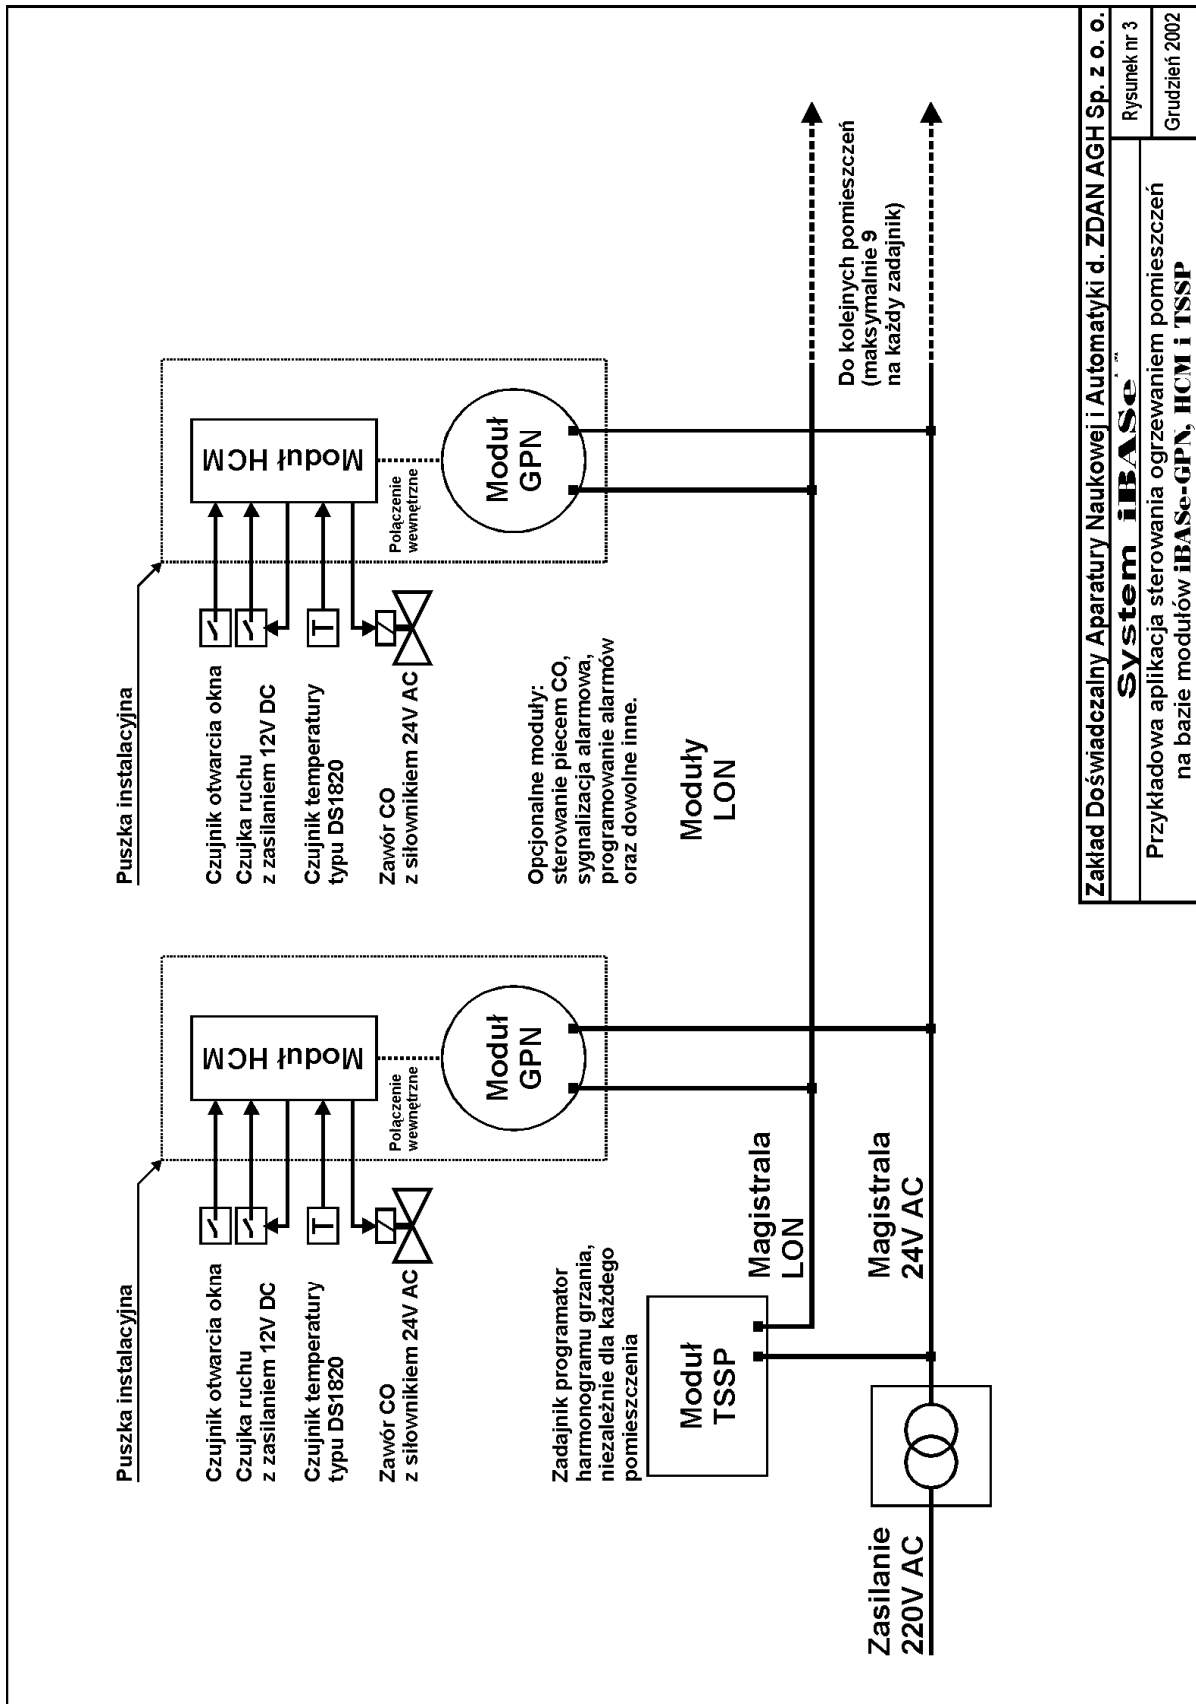 Puszka instalacyjna
Czujnik otwarcia okna
Czujka ruchu
z zasilaniem 12V DC
Czujnik temperatury
typu DS1820
Zawór CO
z siłownikiem 24V AC
T
Moduł HCM
Połączenie
wewnętrzne
Moduł
GPN
Puszka instalacyjna
Czujnik otwarcia okna
Czujka ruchu
z zasilaniem 12V DC
Czujnik temperatury
typu DS1820
Zawór CO
z siłownikiem 24V AC
T
Moduł HCM
Połączenie
wewnętrzne
Moduł
GPN
Zadajnik programator
harmonogramu grzania,
niezależnie dla każdego
pomieszczenia
Moduł
TSSP
Opcjonalne moduły:
sterowanie piecem CO,
sygnalizacja alarmowa,
programowanie alarmów
oraz dowolne inne.
Moduły
LON
Magistrala
LON
Magistrala
24V AC
Do kolejnych pomieszczeń
(maksymalnie 9
na każdy zadajnik)
Zasilanie
220V AC
Zakład Doświadczalny Aparatury Naukowej i Automatyki d. ZDAN AGH Sp. z o. o.
System iBASe
Rysunek nr 3
Przykładowa aplikacja sterowania ogrzewaniem pomieszczeń
na bazie modułów iBASe-GPN, HCM i TSSP
Grudzień 2002